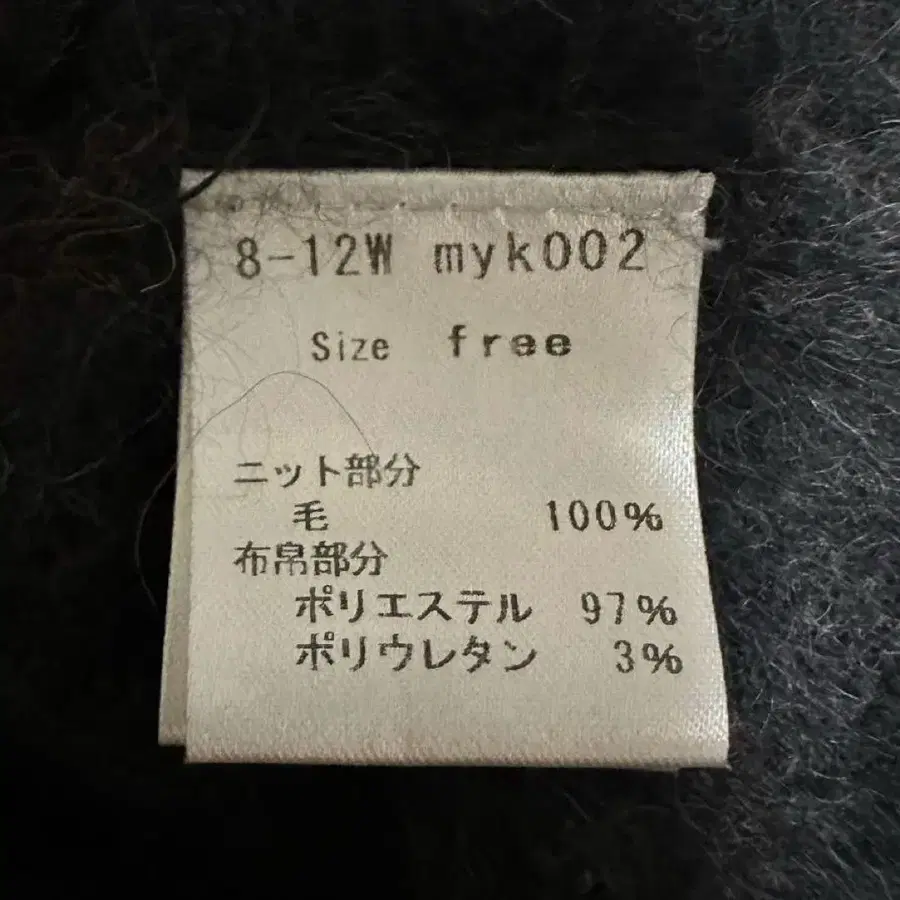 8-12W myk002
Size free
ニット部分
毛 100%
布帛部分
ポリエステル 97%
ポリウレタン 3%